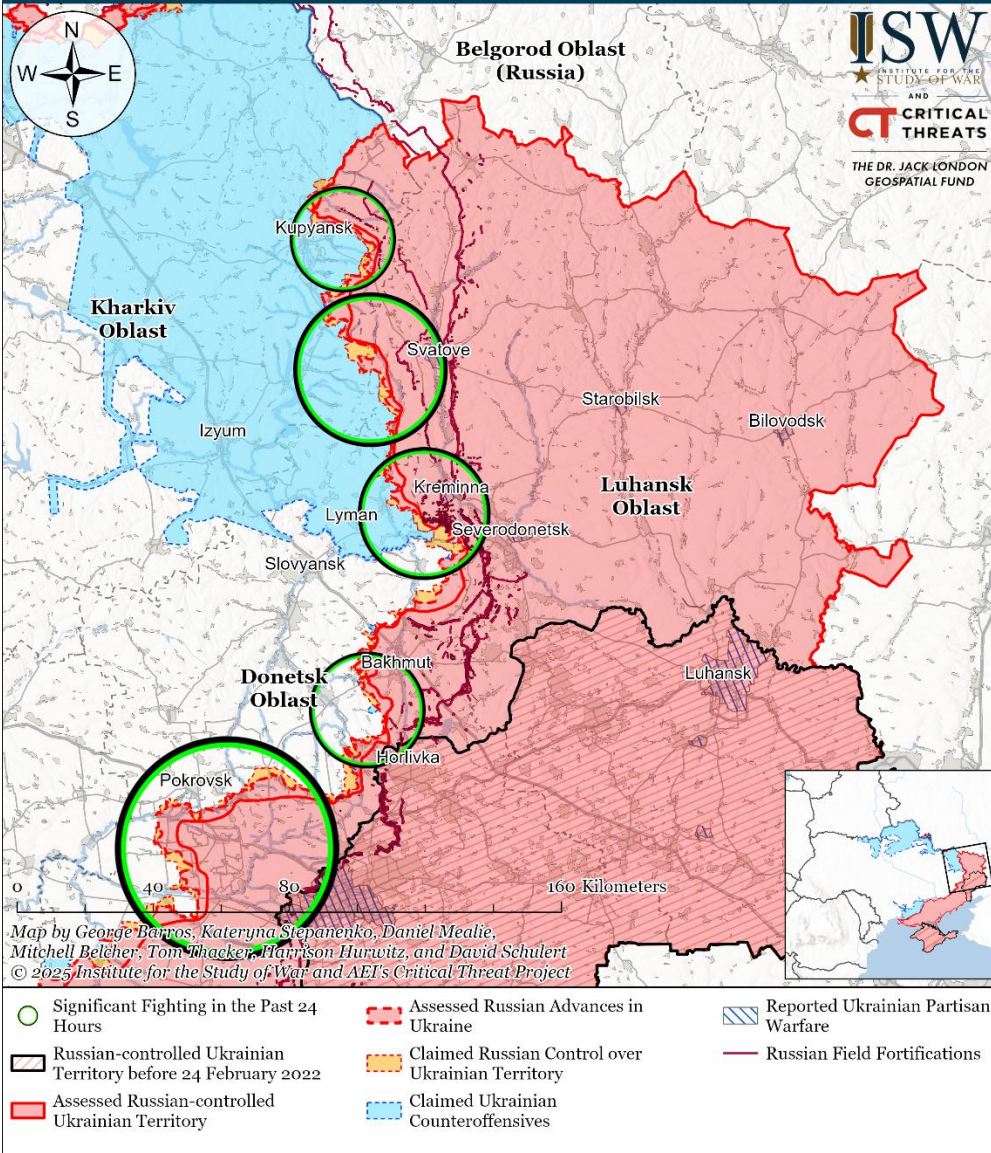 N
W
E
S
Belgorod Oblast
(Russia)
ISW
INSTITUTE FOR THE
STUDY OF WAR
AND
CT CRITICAL
THREATS
THE DR. JACK LONDON
GEOSPATIAL FUND
Kupyansk
Kharkiv
Oblast
Svatove
Starobilsk
Bilovodsk
Izyum
Kreminna
Luhansk
Oblast
Lyman
Severodonetsk
Slovyansk
Bakhmut
Luhansk
Donetsk
Oblast
Horlivka
Pokrovsk
0 40 80 160 Kilometers
Map by George Barros, Kateryna Stepanenko, Daniel Mealie,
Mitchell Belcher, Tom Thacker, Harrison Hurwitz, and David Schulert
© 2025 Institute for the Study of War and AEI's Critical Threat Project
Significant Fighting in the Past 24
Hours
Russian-controlled Ukrainian
Territory before 24 February 2022
Assessed Russian-controlled
Ukrainian Territory
Assessed Russian Advances in
Ukraine
Claimed Russian Control over
Ukrainian Territory
Claimed Ukrainian
Counteroffensives
Reported Ukrainian Partisan
Warfare
Russian Field Fortifications